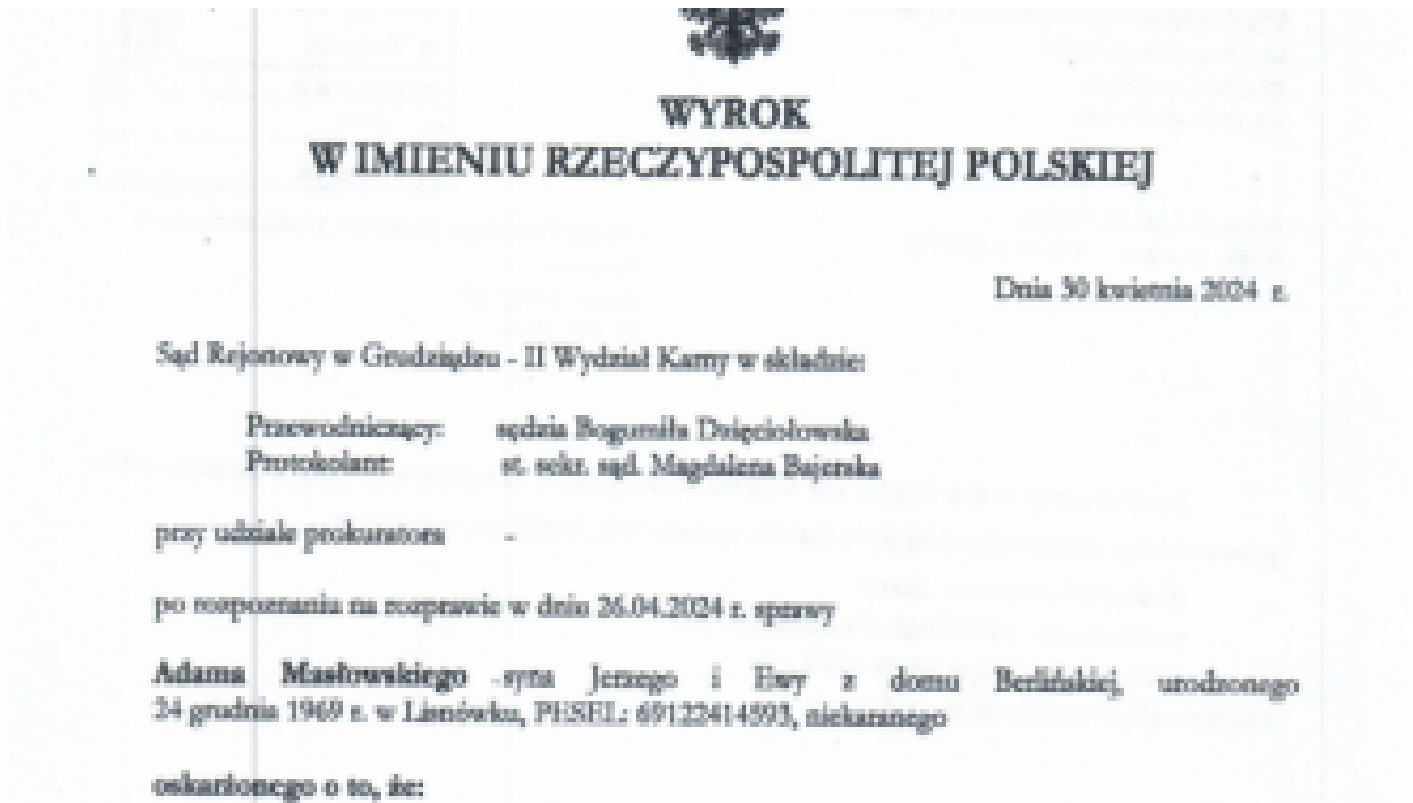 WYROK
W IMIENIU RZECZYPOSPOLITEJ POLSKIEJ
Dnia 30 kwietnia 2024 r.
Sąd Rejonowy w Grudziądzu - II Wydział Karny w składzie:
Przewodniczący: sędzia Bogumiła Dzięciołowska
Protokolant: st. sekr. sąd. Magdalena Bajerska
przy udziale prokuratora -
po rozpoznaniu na rozprawie w dniu 26.04.2024 r. sprawy
Adama Masłowskiego syna Jerzego i Ewy z domu Berlińskiej, urodzonego
24 grudnia 1969 r. w Lisnówku, PESEL: 69122414593, niekaranego
oskarżonego o to, że: